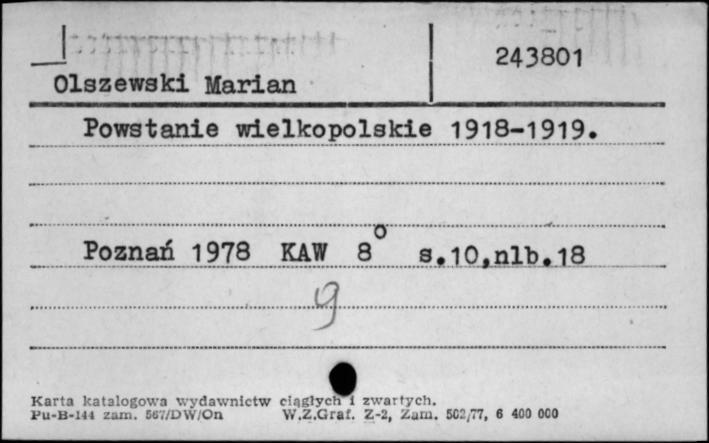 243801
Olszewski Marian
Powstanie wielkopolskie 1918-1919.
Poznań 1978 KAW 8° s.10,nlb.18
9
Karta katalogowa wydawnictw ciągłych i zwartych.
Pu-B-144 zam. 567/DW/On W.Z.Graf. Z-2, Zam. 502/77, 6 400 000